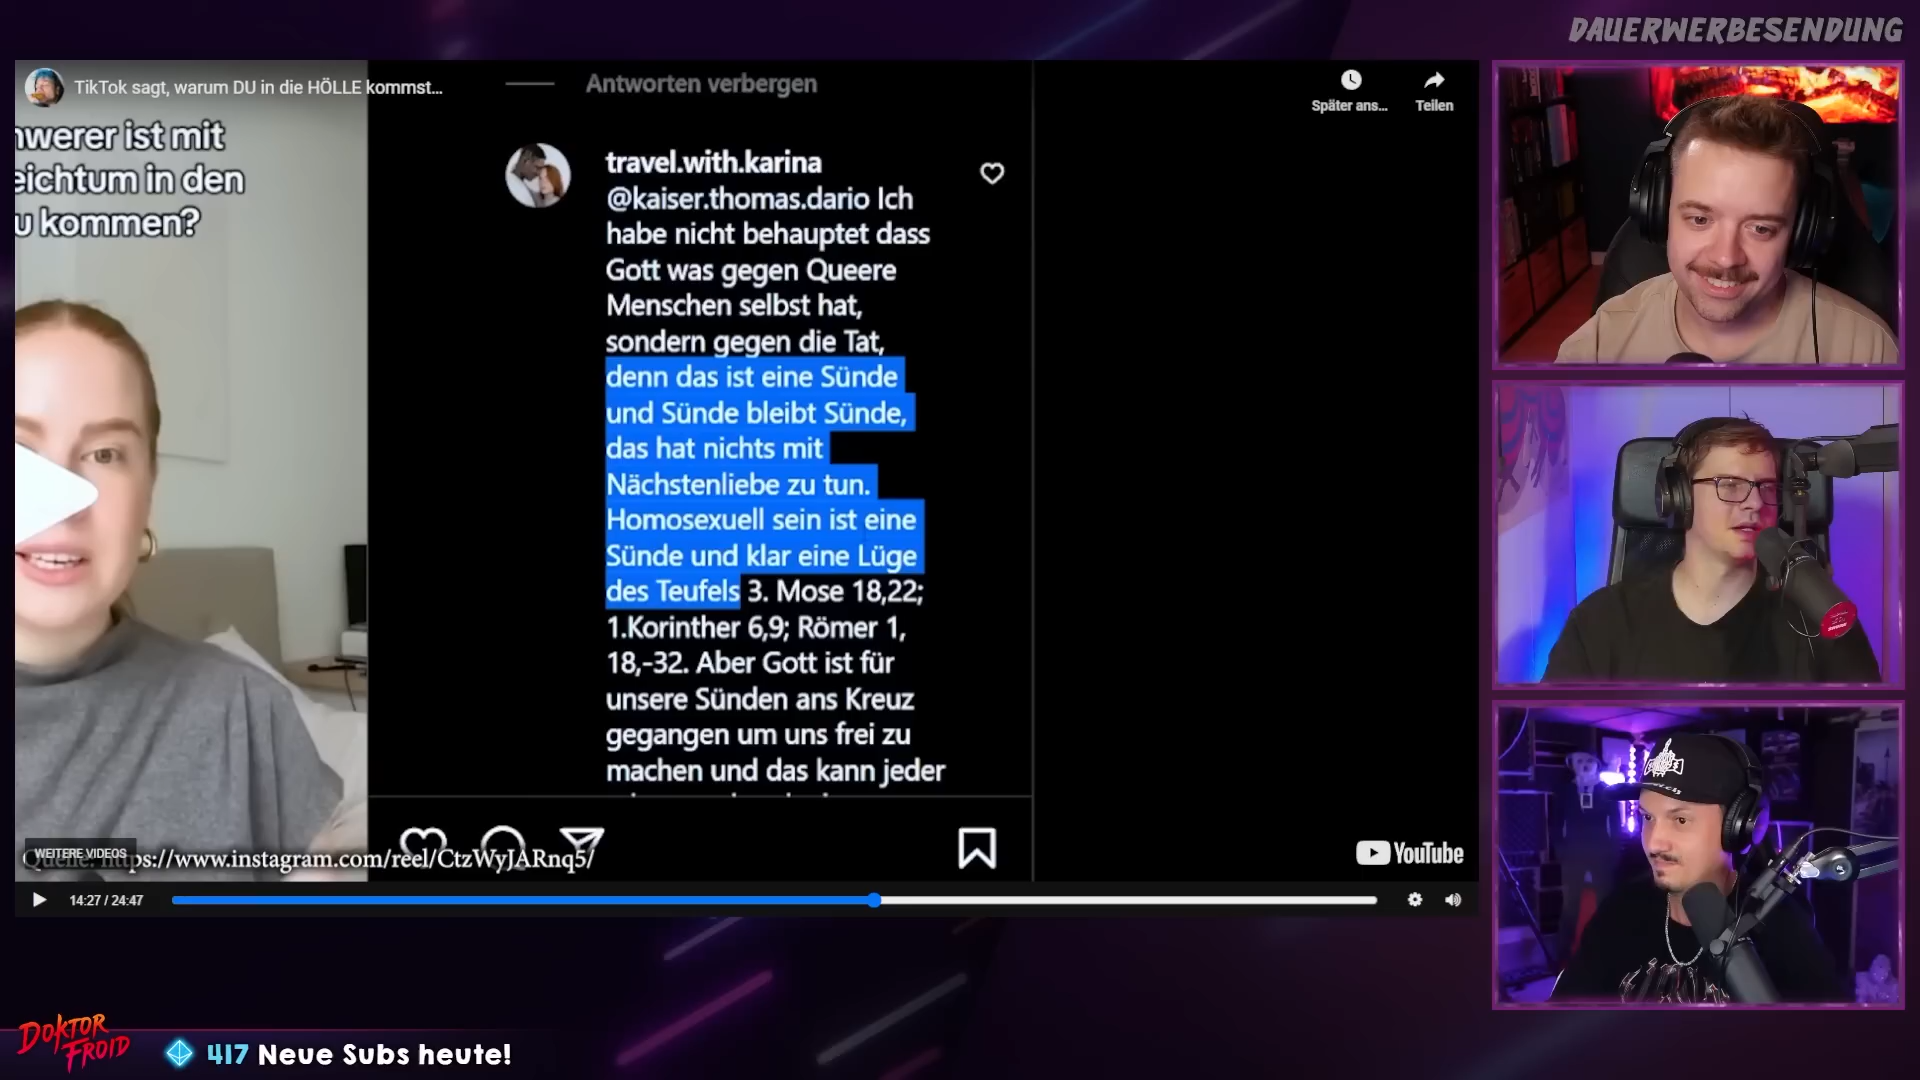 DAUERWERBESENDUNG
TikTok sagt, warum DU in die HÖLLE kommst...
Antworten verbergen
Später ans...
Teilen
hwerer ist mit
eichtum in den
u kommen?
travel.with.karina
@kaiser.thomas.dario Ich
habe nicht behauptet dass
Gott was gegen Queere
Menschen selbst hat,
sondern gegen die Tat,
denn das ist eine Sünde
und Sünde bleibt Sünde,
das hat nichts mit
Nächstenliebe zu tun.
Homosexuell sein ist eine
Sünde und klar eine Lüge
des Teufels 3. Mose 18,22;
1.Korinther 6,9; Römer 1,
18,-32. Aber Gott ist für
unsere Sünden ans Kreuz
gegangen um uns frei zu
machen und das kann jeder
WEITERE VIDEOS
ps://www.instagram.com/reel/CtzWyJARnq5/
YouTube
14:27 / 24:47
DOKTOR
FROID
417 Neue Subs heute!